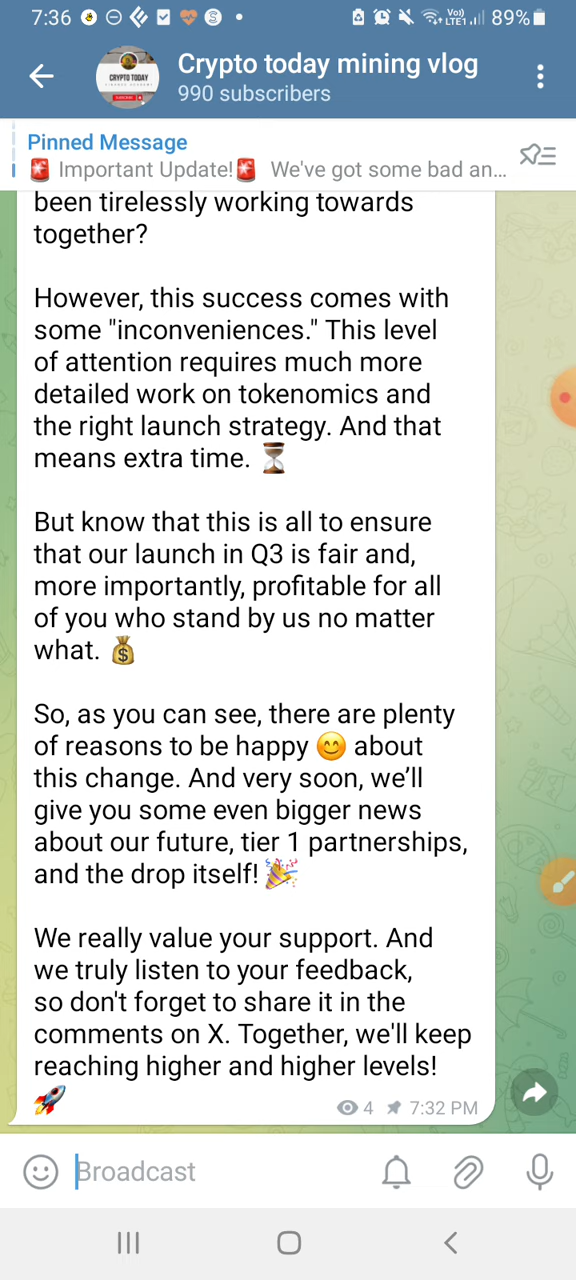 7:36
Vo))
LTE1
89%
CRYPTO TODAY
Crypto today mining vlog
990 subscribers
Pinned Message
🚨 Important Update!🚨 We've got some bad an...
been tirelessly working towards
together?
However, this success comes with
some "inconveniences." This level
of attention requires much more
detailed work on tokenomics and
the right launch strategy. And that
means extra time. ⏳
But know that this is all to ensure
that our launch in Q3 is fair and,
more importantly, profitable for all
of you who stand by us no matter
what. 💰
So, as you can see, there are plenty
of reasons to be happy 😊 about
this change. And very soon, we’ll
give you some even bigger news
about our future, tier 1 partnerships,
and the drop itself! 🎉
We really value your support. And
we truly listen to your feedback,
so don't forget to share it in the
comments on X. Together, we'll keep
reaching higher and higher levels!
🚀
4 7:32 PM
Broadcast